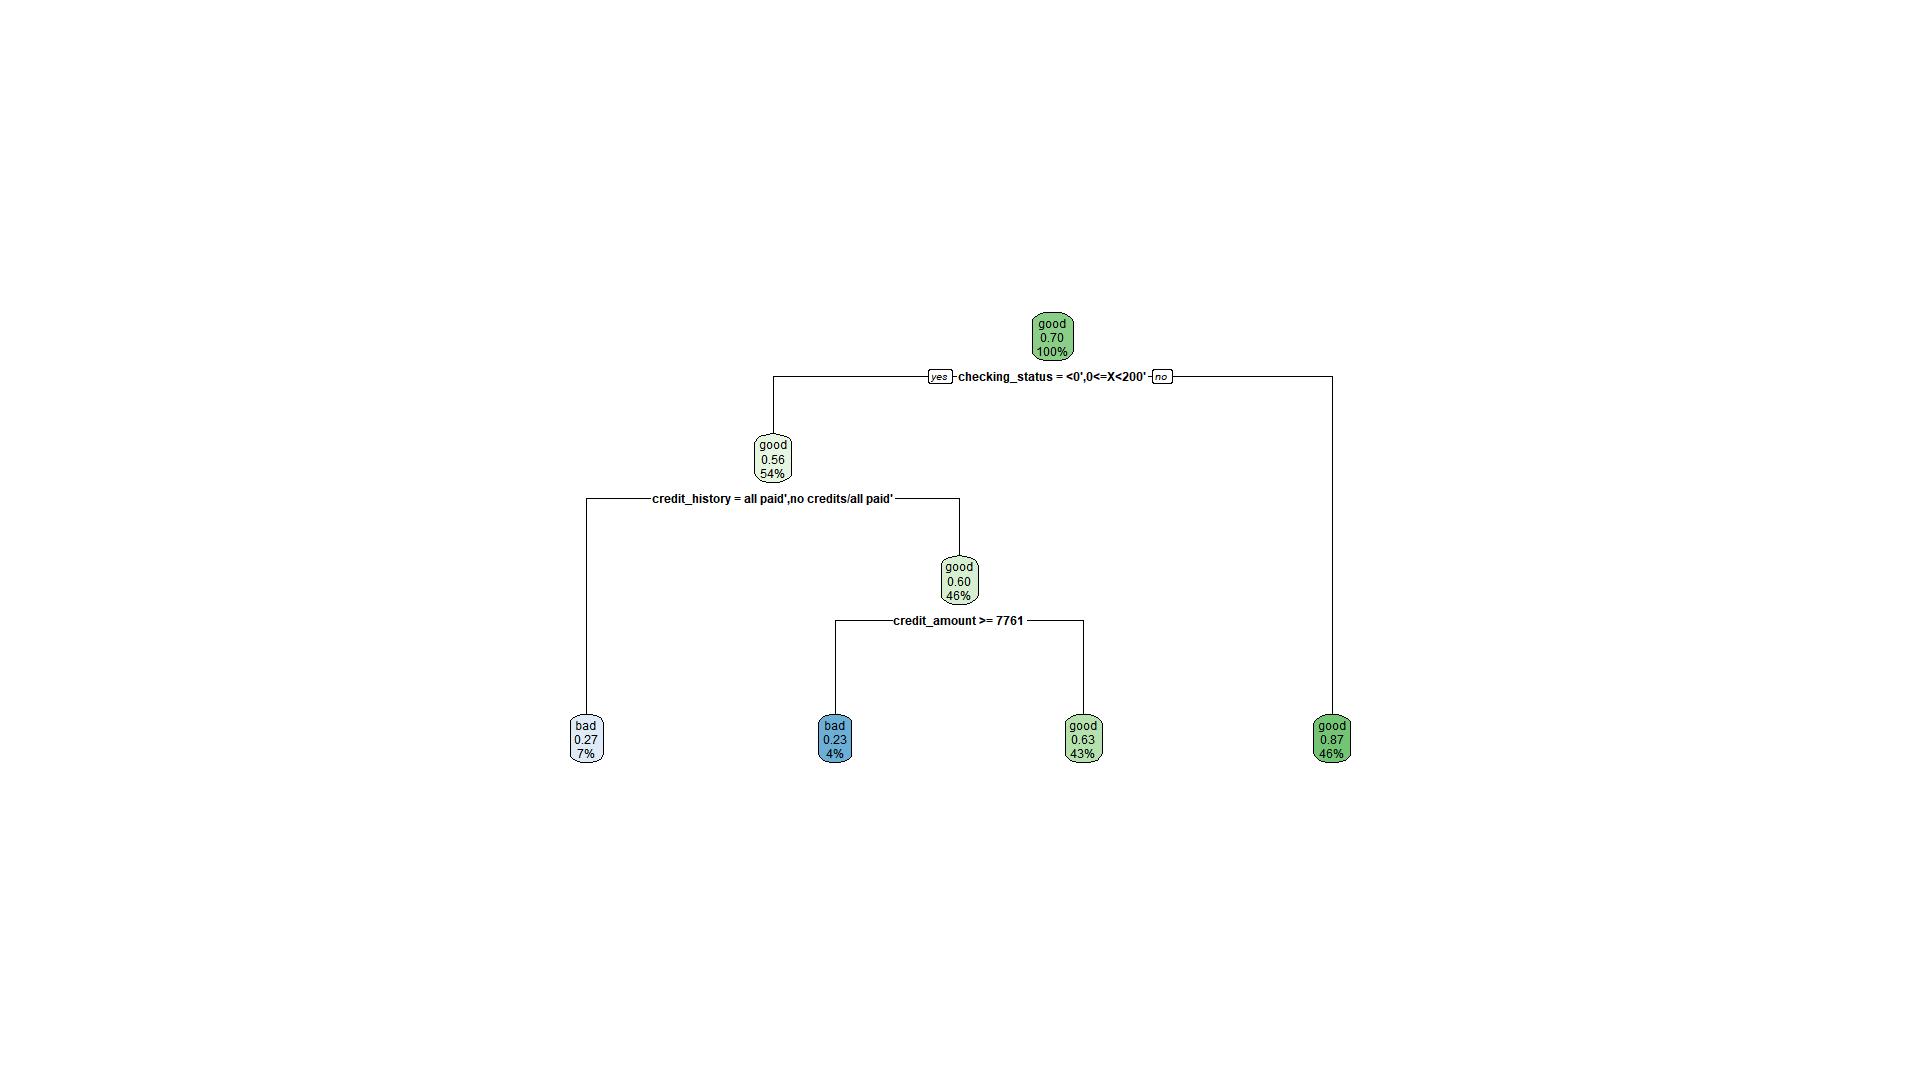 good
0.70
100%
yes checking_status = <0',0<=X<200' no
good
0.56
54%
credit_history = all paid',no credits/all paid'
good
0.60
46%
credit_amount >= 7761
bad
0.27
7%
bad
0.23
4%
good
0.63
43%
good
0.87
46%